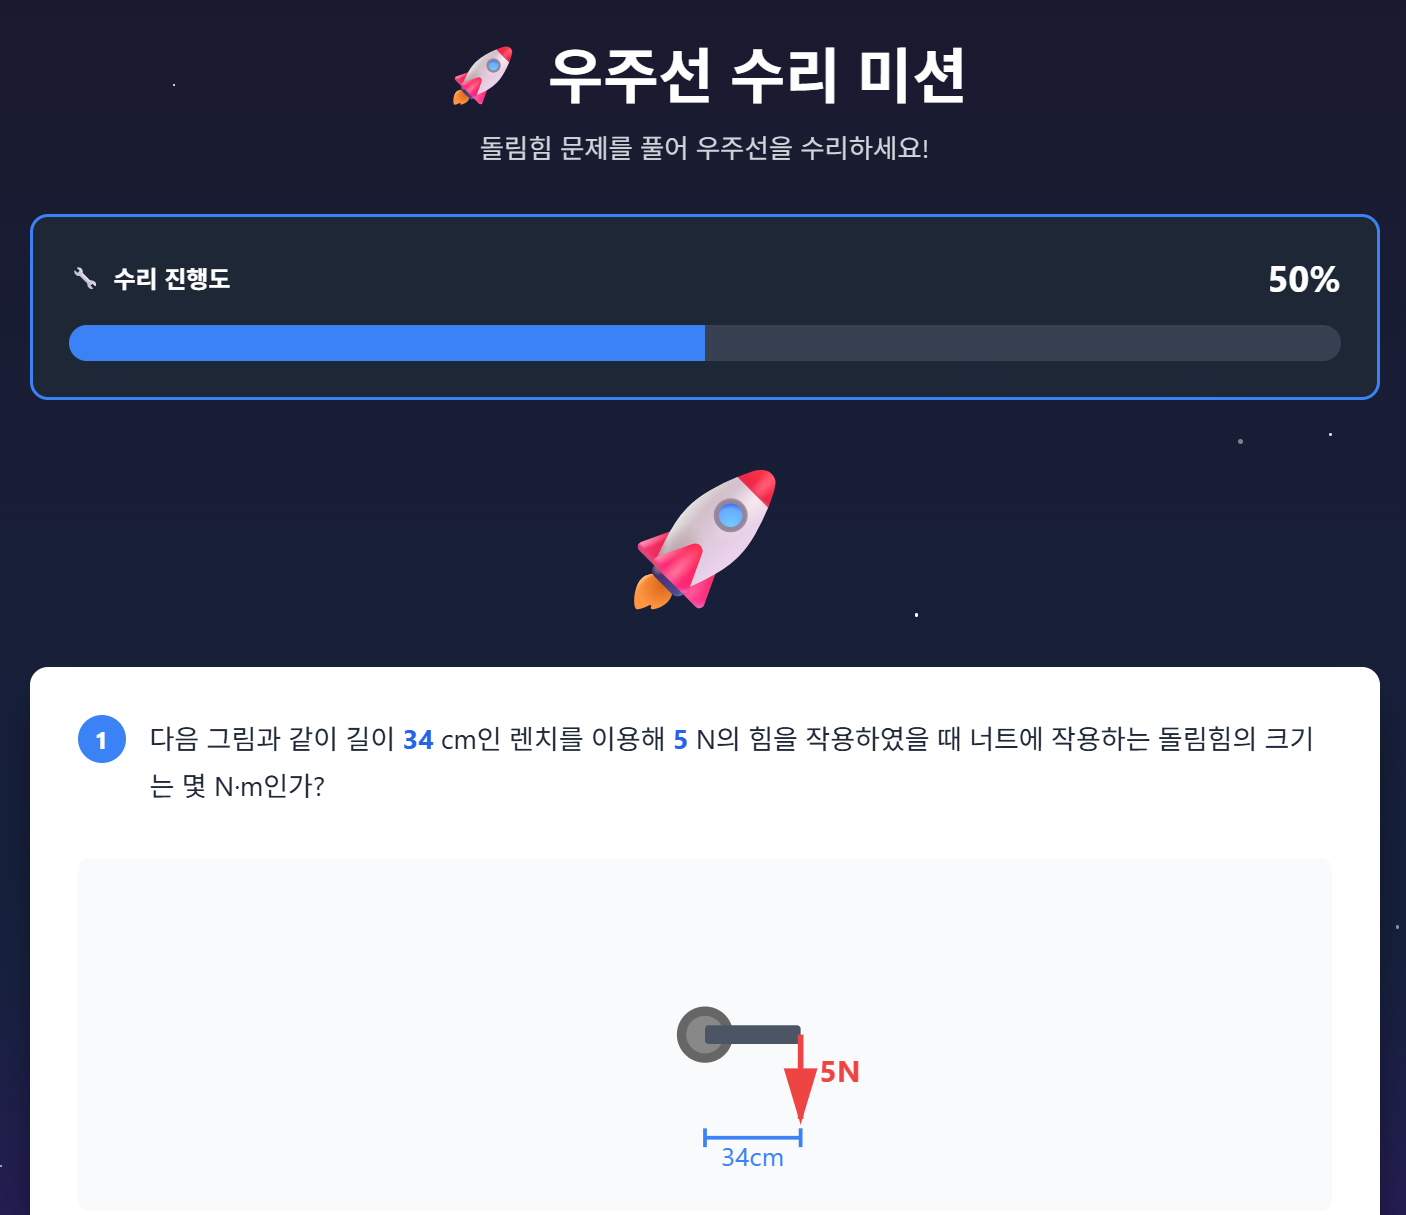 우주선 수리 미션
돌림힘 문제를 풀어 우주선을 수리하세요!
수리 진행도
50%
1
다음 그림과 같이 길이 34 cm인 렌치를 이용해 5 N의 힘을 작용하였을 때 너트에 작용하는 돌림힘의 크기
는 몇 N·m인가?
5N
34cm